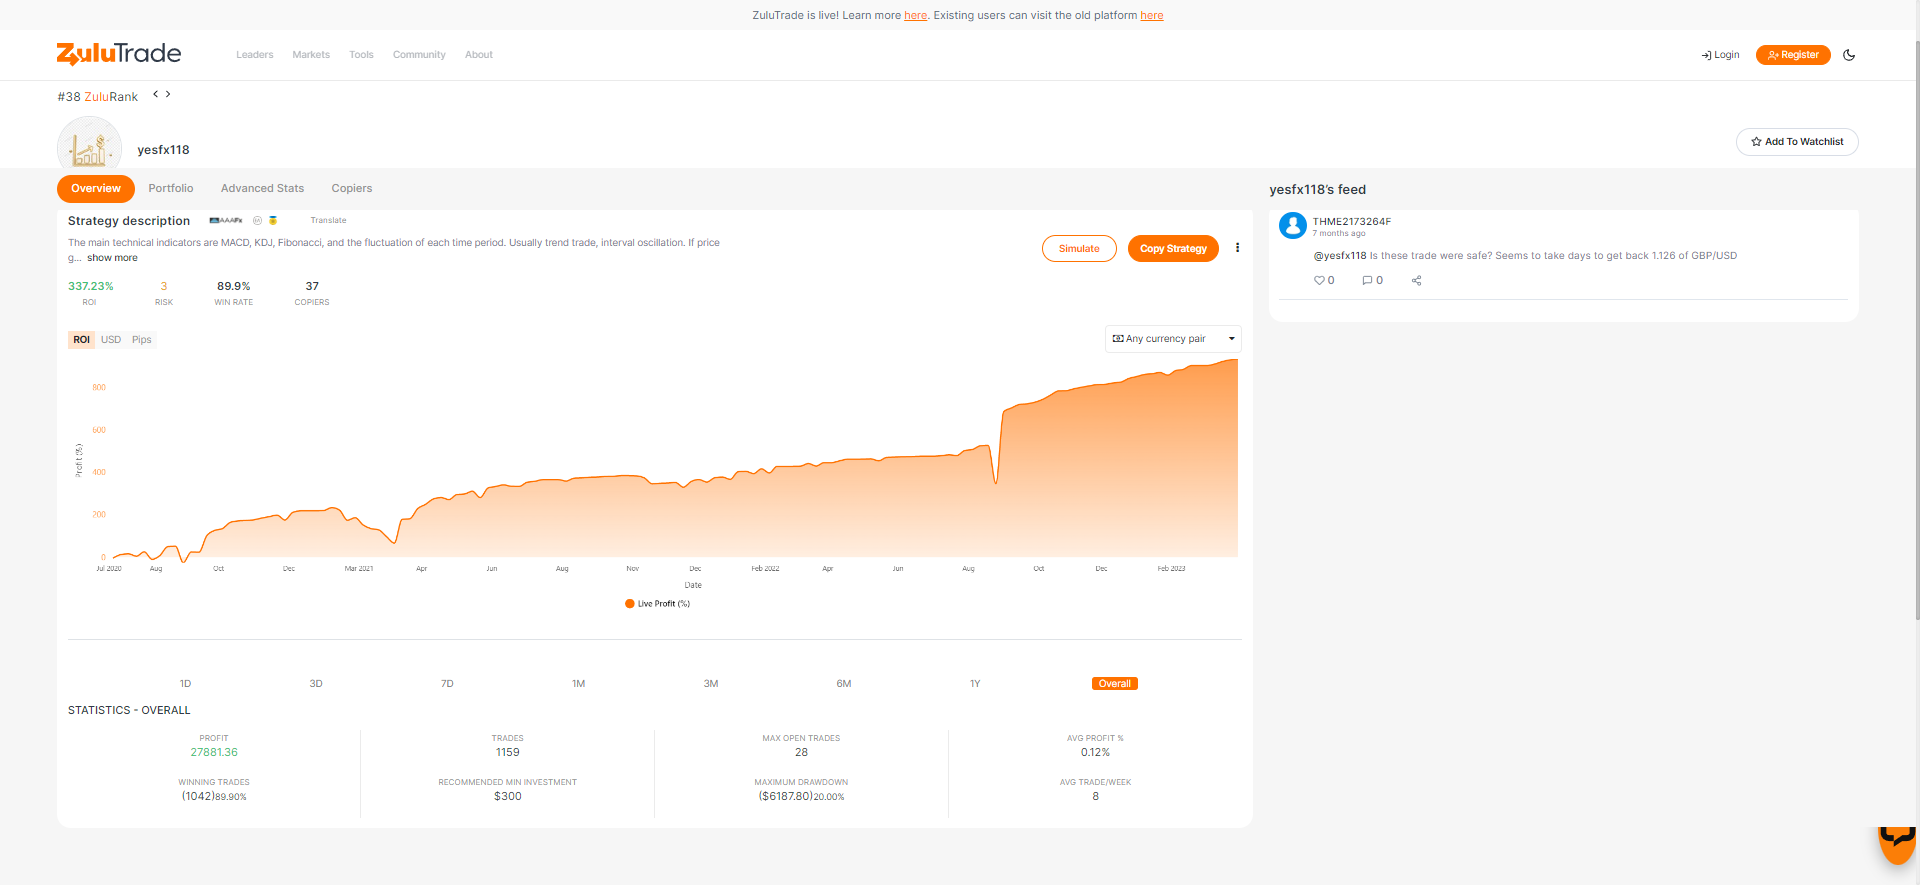 ZuluTrade is live! Learn more here. Existing users can visit the old platform here
ZuluTrade
Leaders Markets Tools Community About
Login
Register
#38 ZuluRank
yesfx118
Add To Watchlist
Overview Portfolio Advanced Stats Copiers
Strategy description
AAAFx
Translate
The main technical indicators are MACD, KDJ, Fibonacci, and the fluctuation of each time period. Usually trend trade, interval oscillation. If price
g... show more
Simulate
Copy Strategy
337.23% 3 89.9% 37
ROI RISK WIN RATE COPIERS
ROI USD Pips
Any currency pair
800
600
400
200
0
Profit (%)
Jul 2020 Aug Oct Dec Mar 2021 Apr Jun Aug Nov Dec Feb 2022 Apr Jun Aug Oct Dec Feb 2023
Date
Live Profit (%)
1D 3D 7D 1M 3M 6M 1Y Overall
STATISTICS - OVERALL
PROFIT TRADES MAX OPEN TRADES AVG PROFIT %
27881.36 1159 28 0.12%
WINNING TRADES RECOMMENDED MIN INVESTMENT MAXIMUM DRAWDOWN AVG TRADE/WEEK
(1042)89.90% $300 ($6187.80)20.00% 8
yesfx118's feed
THME2173264F
7 months ago
@yesfx118 Is these trade were safe? Seems to take days to get back 1.126 of GBP/USD
0 0